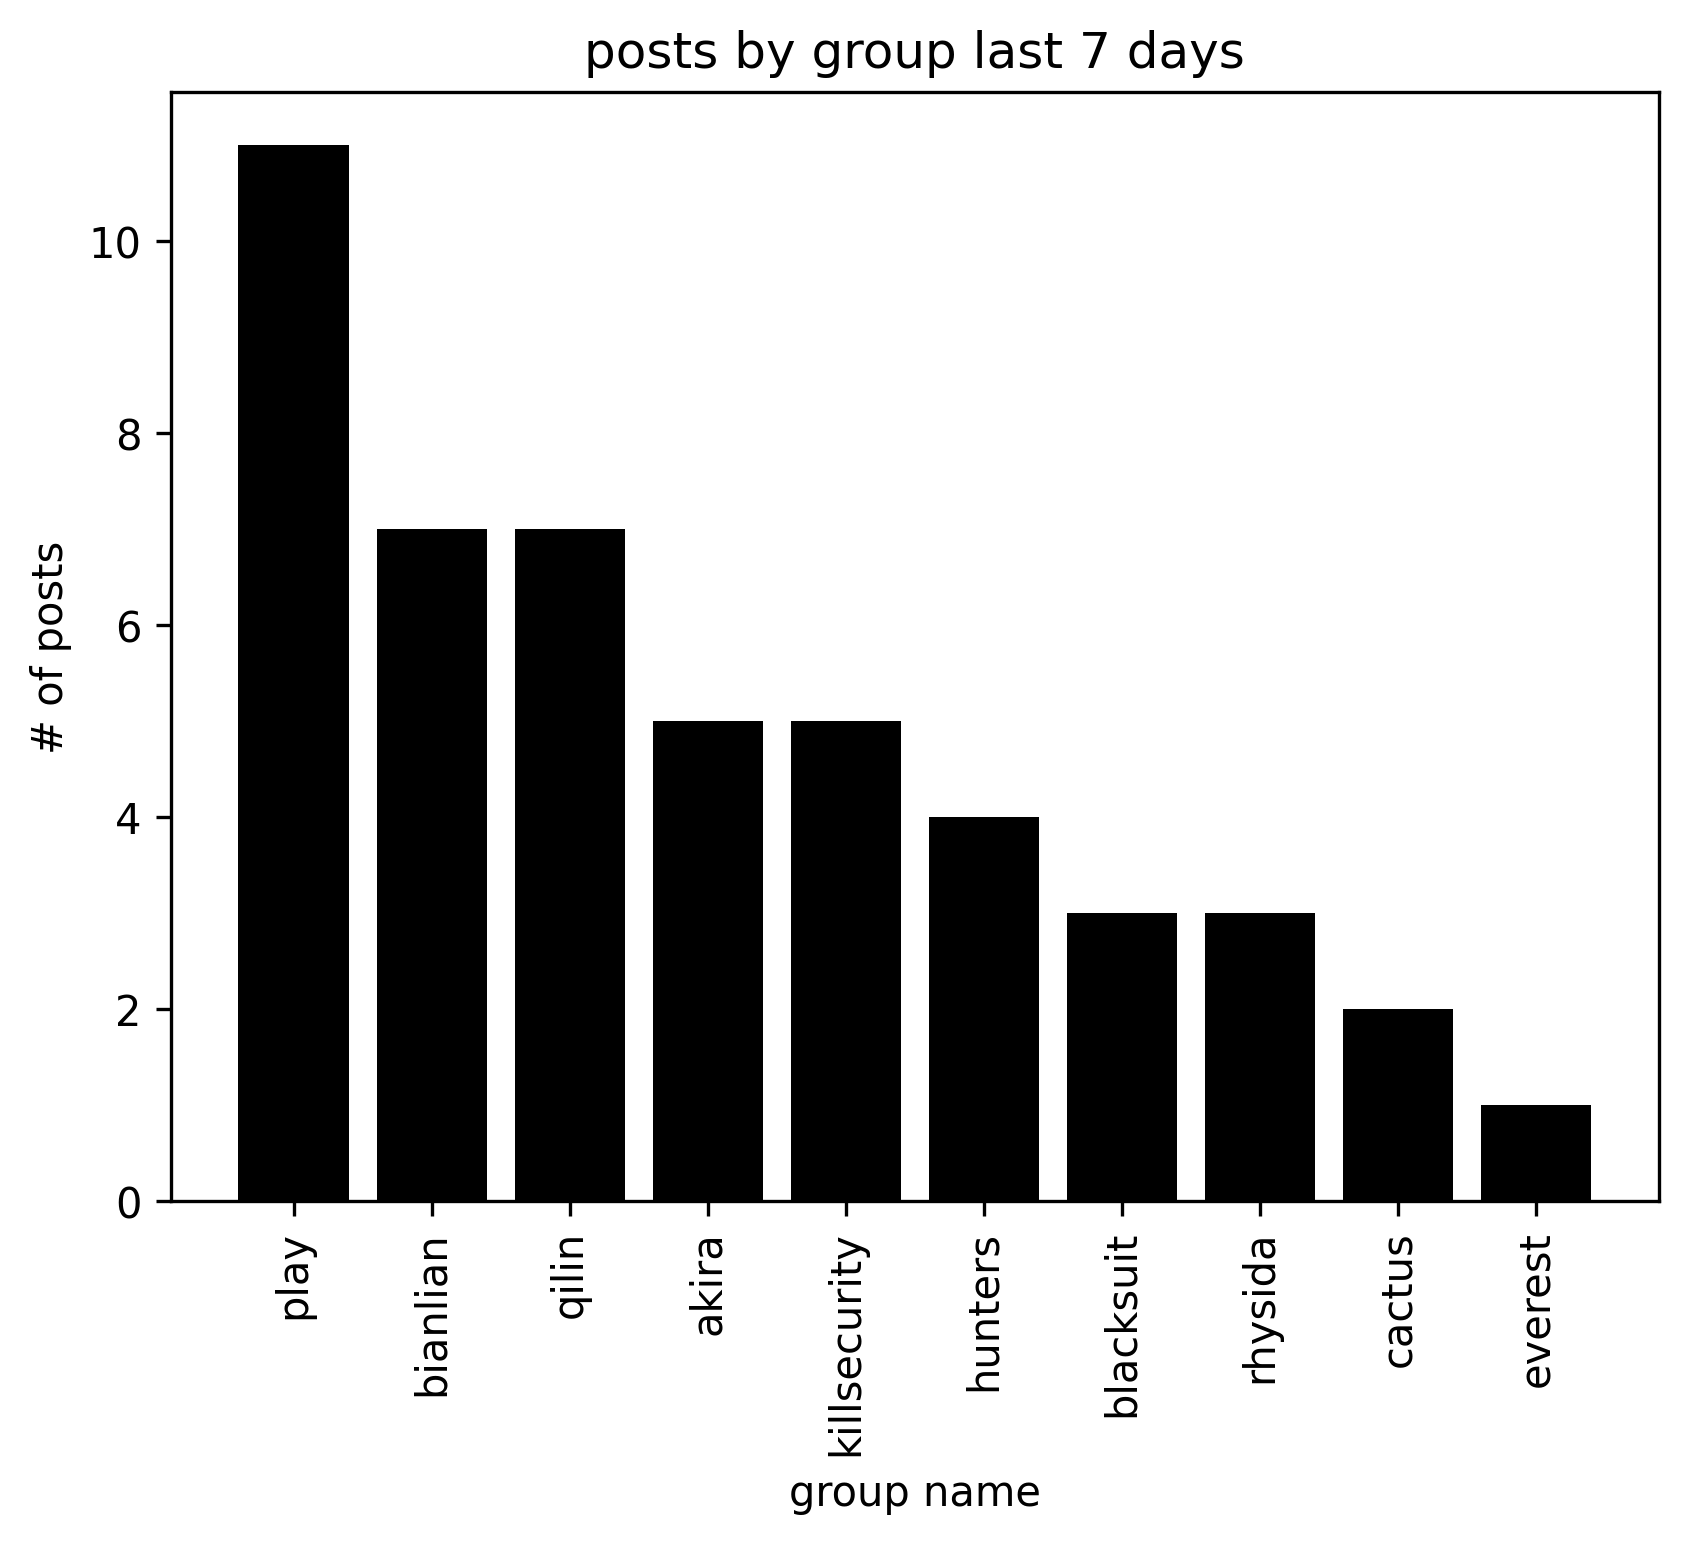 posts by group last 7 days
# of posts
10
8
6
4
2
0
play
bianlian
qilin
akira
killsecurity
hunters
blacksuit
rhysida
cactus
everest
group name